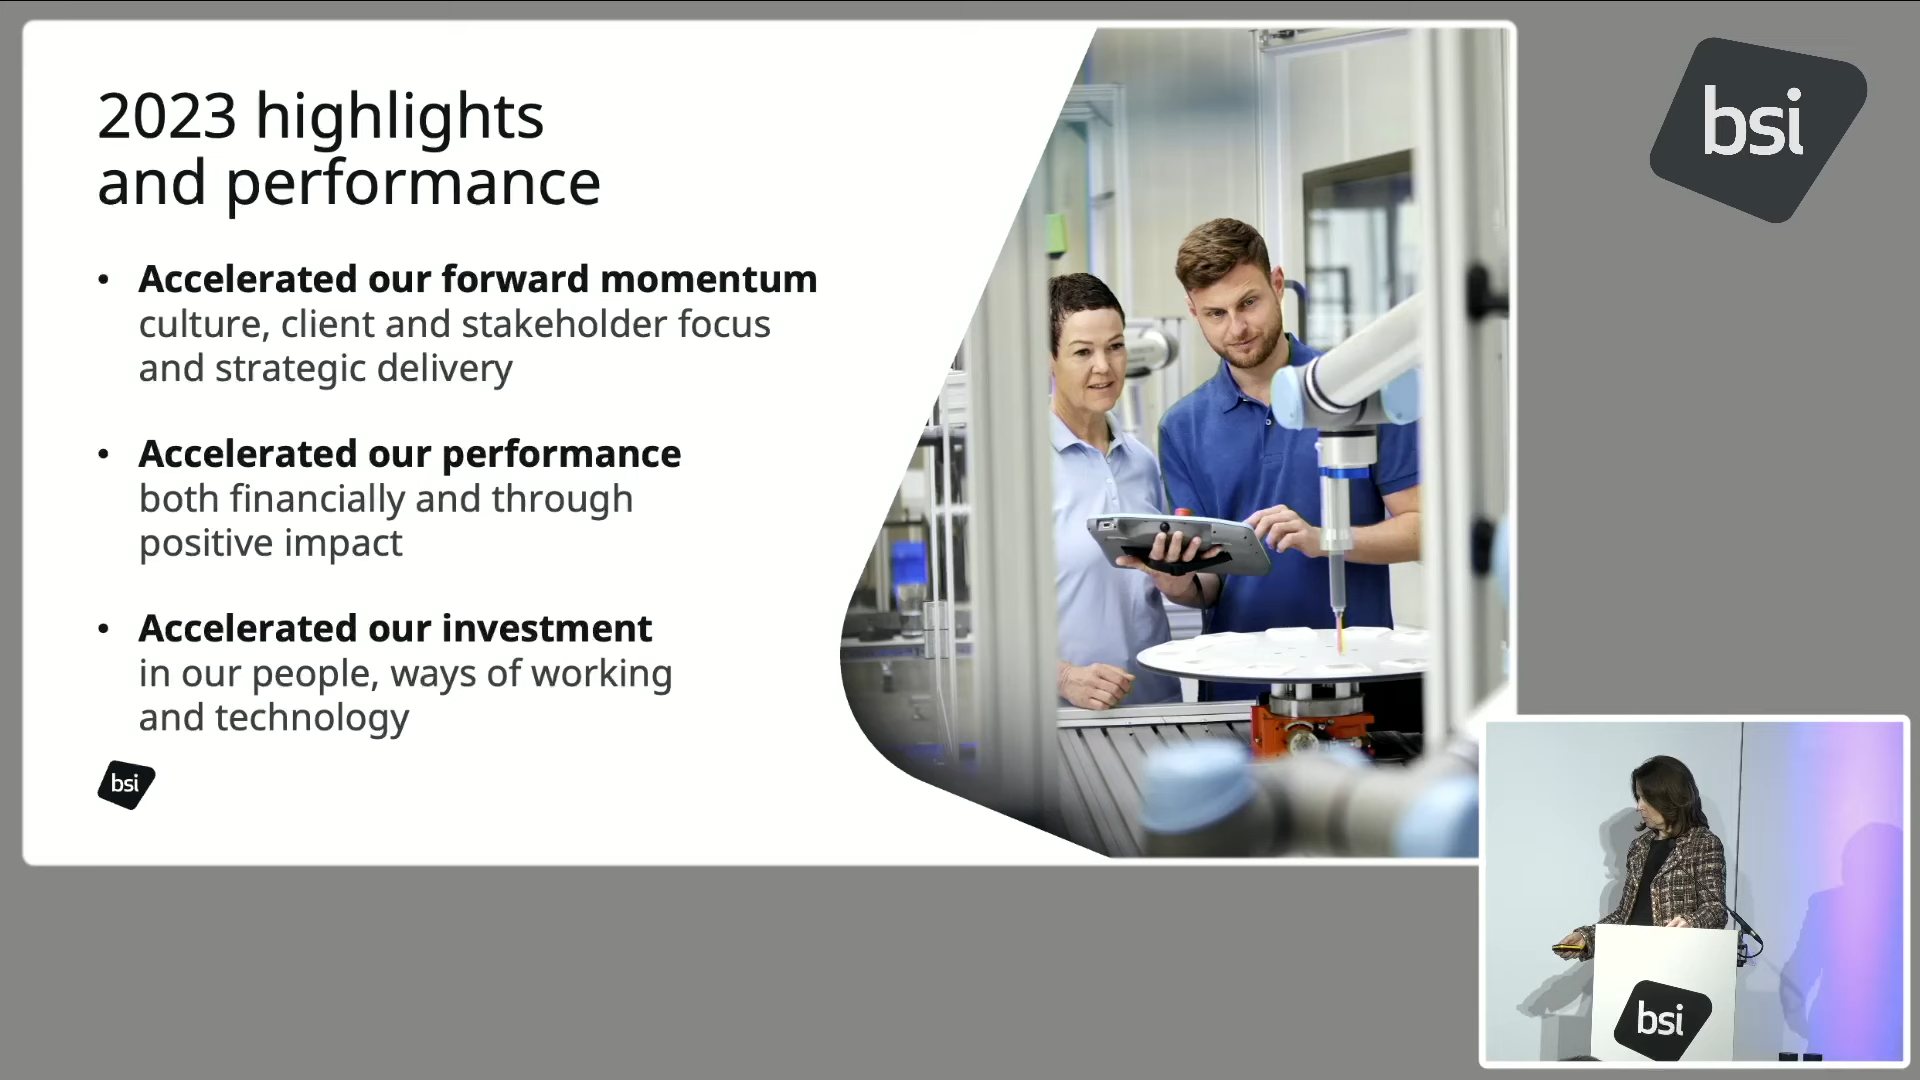 2023 highlights
and performance
• Accelerated our forward momentum
culture, client and stakeholder focus
and strategic delivery
• Accelerated our performance
both financially and through
positive impact
• Accelerated our investment
in our people, ways of working
and technology
bsi
bsi
bsi